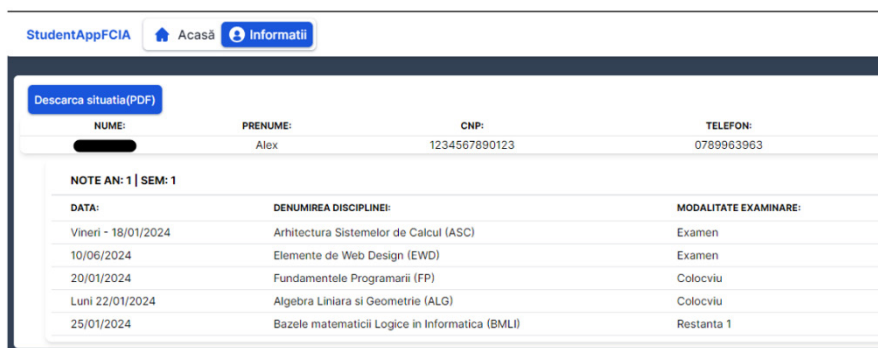 StudentAppFCIA Acasă Informatii
Descarca situatia(PDF)
NUME: PRENUME: CNP: TELEFON:
Alex 1234567890123 0789963963
NOTE AN: 1 | SEM: 1
DATA: DENUMIREA DISCIPLINEI: MODALITATE EXAMINARE:
Vineri - 18/01/2024 Arhitectura Sistemelor de Calcul (ASC) Examen
10/06/2024 Elemente de Web Design (EWD) Examen
20/01/2024 Fundamentele Programarii (FP) Colocviu
Luni 22/01/2024 Algebra Liniara si Geometrie (ALG) Colocviu
25/01/2024 Bazele matematicii Logice in Informatica (BMLI) Restanta 1